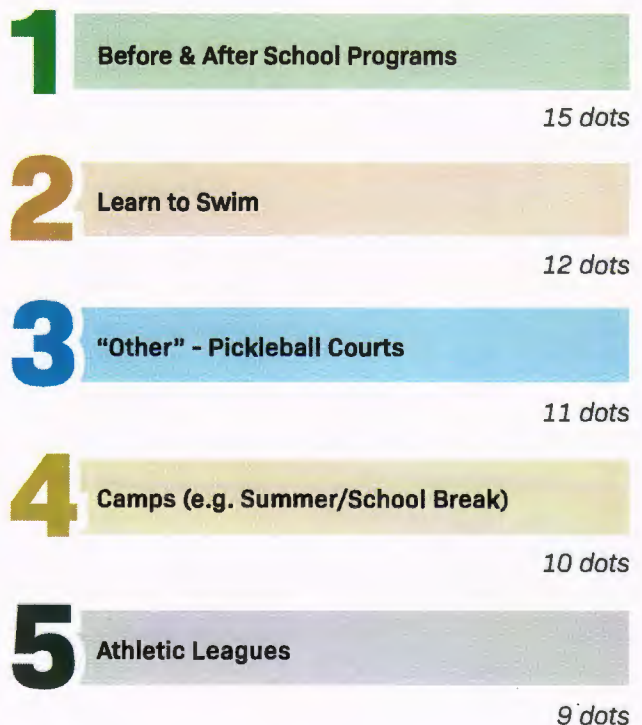 1
Before & After School Programs
15 dots
2
Learn to Swim
12 dots
3
“Other” - Pickleball Courts
11 dots
4
Camps (e.g. Summer/School Break)
10 dots
5
Athletic Leagues
9 dots